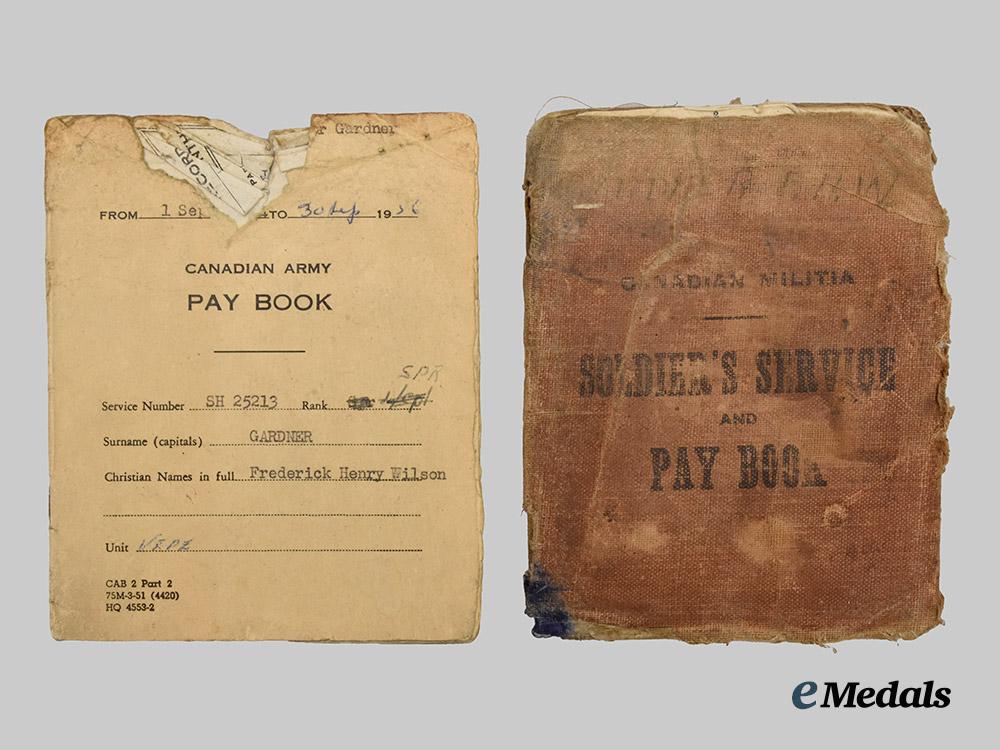 r Gardner
ECORD
FROM 1 Sep TO 30 Sep 1956
CANADIAN ARMY
PAY BOOK
SPR
Service Number SH 25213 Rank
Surname (capitals) GARDNER
Christian Names in full Frederick Henry Wilson
Unit
CAB 2 Part 2
75M-3-51 (4420)
HQ 4553-2
CANADIAN MILITIA
SOLDIER'S SERVICE
AND
PAY BOOK
eMedals